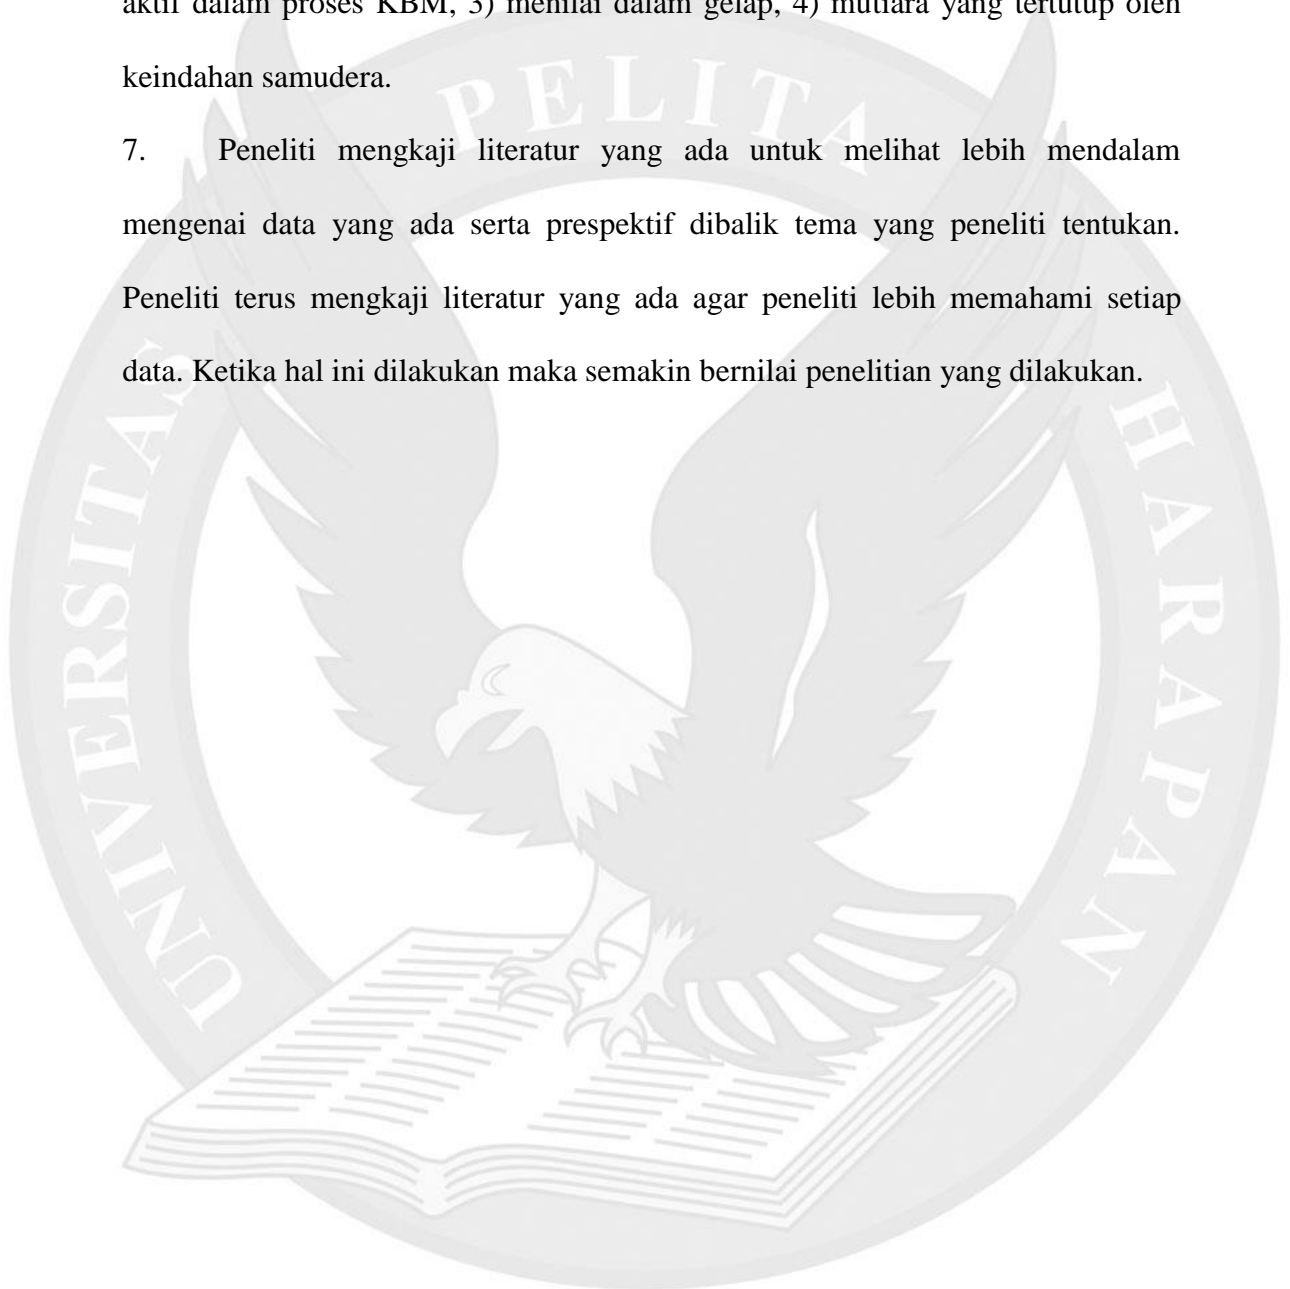 aktif dalam proses KBM, 3) menilai dalam gelap, 4) mutiara yang tertutup oleh
keindahan samudera.
7. Peneliti mengkaji literatur yang ada untuk melihat lebih mendalam
mengenai data yang ada serta prespektif dibalik tema yang peneliti tentukan.
Peneliti terus mengkaji literatur yang ada agar peneliti lebih memahami setiap
data. Ketika hal ini dilakukan maka semakin bernilai penelitian yang dilakukan.
UNIVERSITAS PELITA HARAPAN